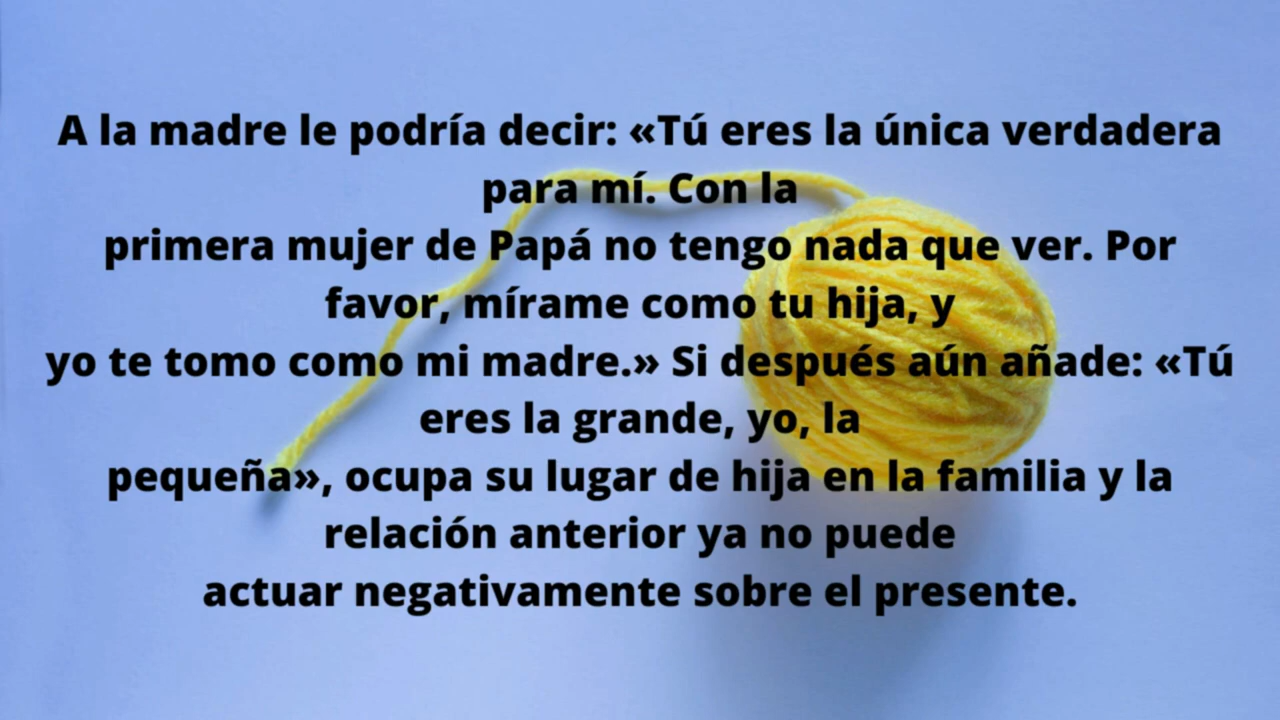 A la madre le podría decir: «Tú eres la única verdadera
para mí. Con la
primera mujer de Papá no tengo nada que ver. Por
favor, mírame como tu hija, y
yo te tomo como mi madre.» Si después aún añade: «Tú
eres la grande, yo, la
pequeña», ocupa su lugar de hija en la familia y la
relación anterior ya no puede
actuar negativamente sobre el presente.